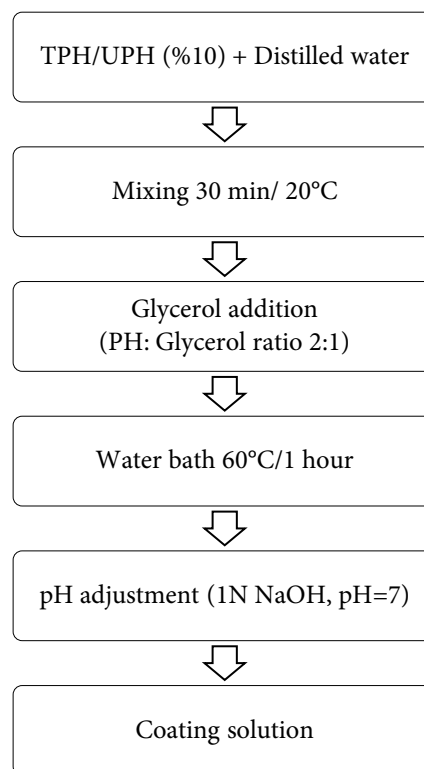 TPH/UPH (%10) + Distilled water
Mixing 30 min/ 20°C
Glycerol addition
(PH: Glycerol ratio 2:1)
Water bath 60°C/1 hour
pH adjustment (1N NaOH, pH=7)
Coating solution